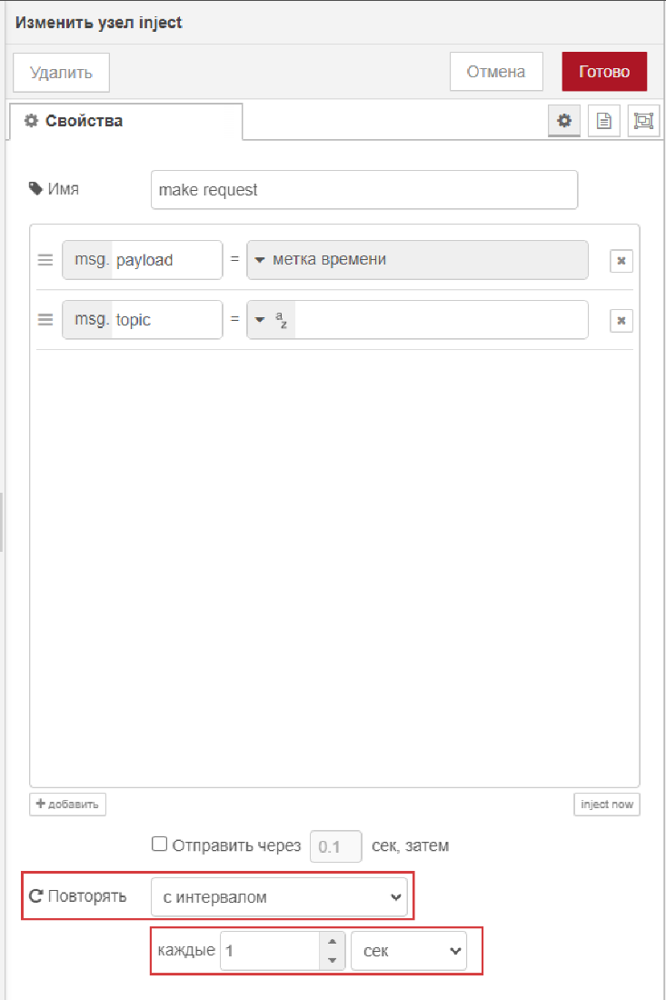 Изменить узел inject
Удалить
Отмена
Готово
Свойства
Имя
make request
msg. payload = метка времени
msg. topic = a z
добавить
inject now
Отправить через 0.1 сек, затем
Повторять с интервалом
каждые 1 сек